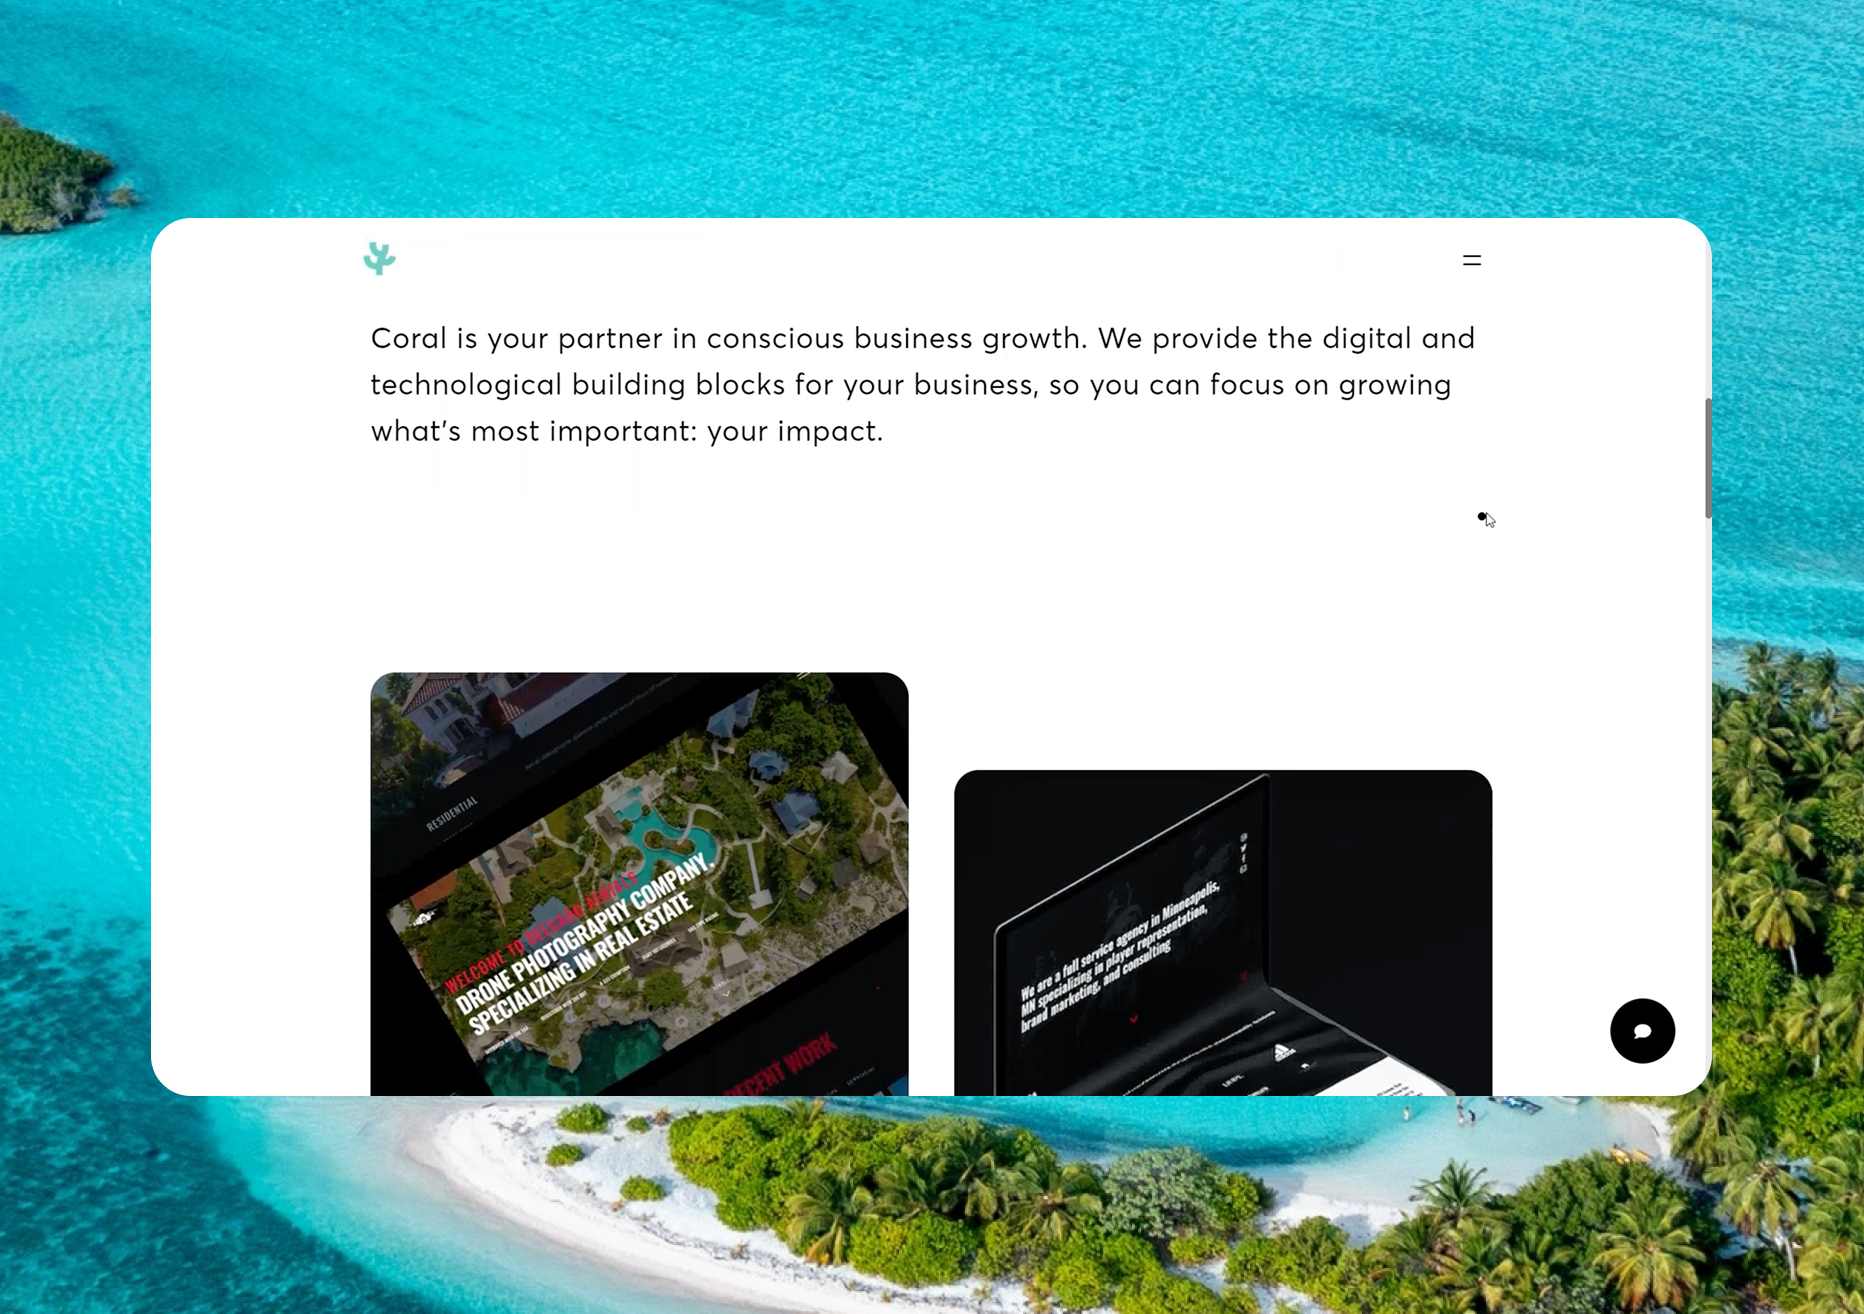 Coral is your partner in conscious business growth. We provide the digital and
technological building blocks for your business, so you can focus on growing
what's most important: your impact.
RESIDENTIAL
WELCOME TO DELGADO AERIALS
DRONE PHOTOGRAPHY COMPANY,
SPECIALIZING IN REAL ESTATE
RECENT WORK
We are a full service agency in Minneapolis,
MN specializing in player representation,
brand marketing, and consulting